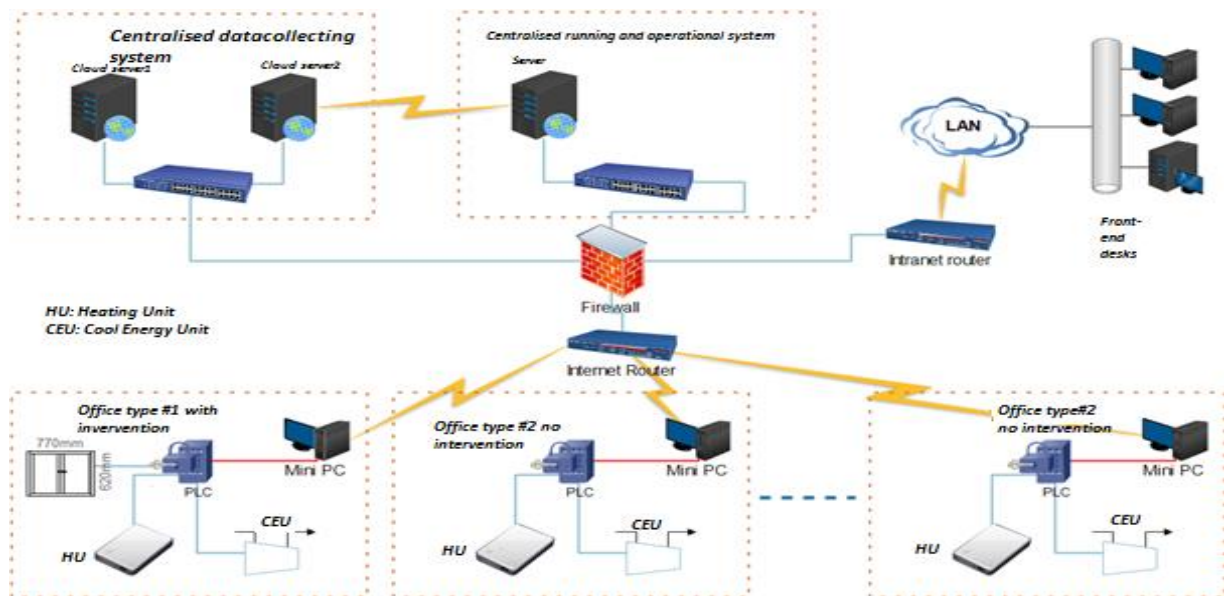 Centralised datacollecting
system
Cloud server1
Cloud server2
Centralised running and operational system
Server
LAN
Front-
end
desks
Intranet router
Firewall
HU: Heating Unit
CEU: Cool Energy Unit
Internet Router
Office type #1 with
invervention
770mm
620mm
PLC
Mini PC
HU
CEU
Office type #2 no
intervention
PLC
Mini PC
HU
CEU
Office type#2
no intervention
PLC
Mini PC
HU
CEU